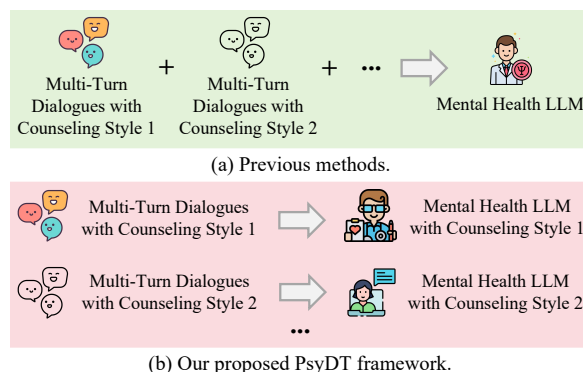 Multi-Turn
Dialogues with
Counseling Style 1
+
Multi-Turn
Dialogues with
Counseling Style 2
+ ...
Mental Health LLM
(a) Previous methods.
Multi-Turn Dialogues
with Counseling Style 1
Mental Health LLM
with Counseling Style 1
Multi-Turn Dialogues
with Counseling Style 2
Mental Health LLM
with Counseling Style 2
...
(b) Our proposed PsyDT framework.